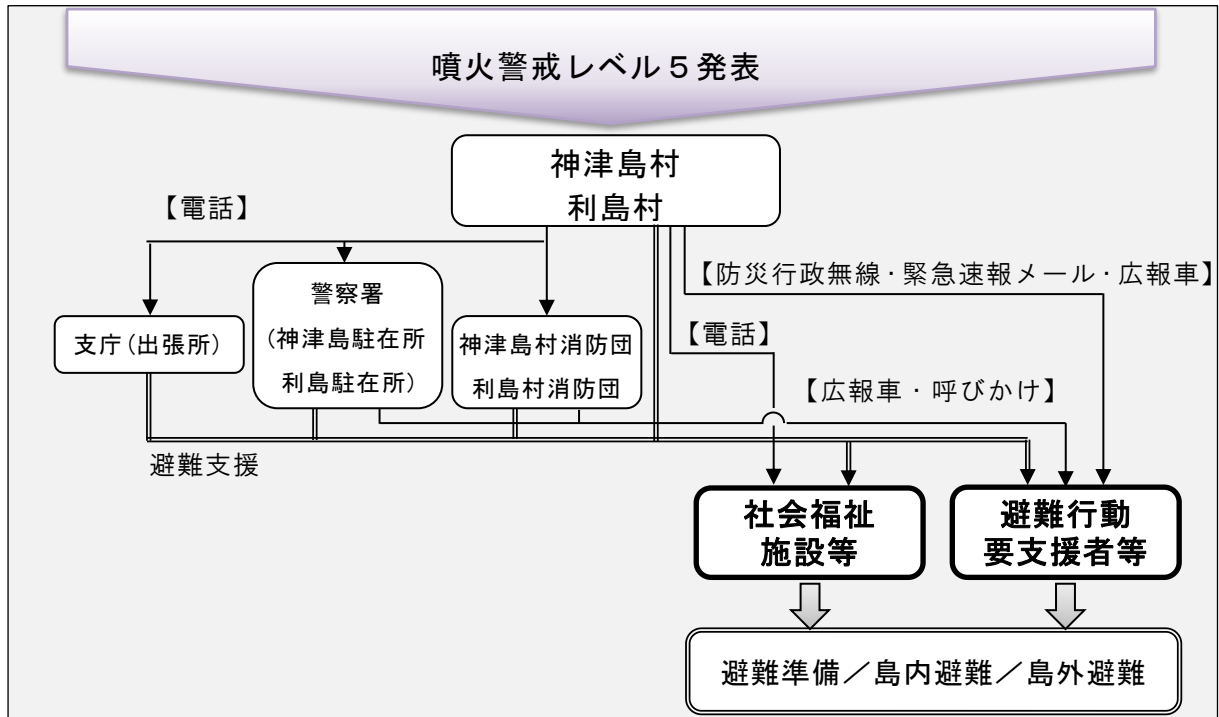 噴火警戒レベル５発表
神津島村
利島村
【電話】
【防災行政無線・緊急速報メール・広報車】
警察署
(神津島駐在所
利島駐在所)
支庁(出張所)
神津島村消防団
利島村消防団
【電話】
【広報車・呼びかけ】
避難支援
社会福祉
施設等
避難行動
要支援者等
避難準備／島内避難／島外避難